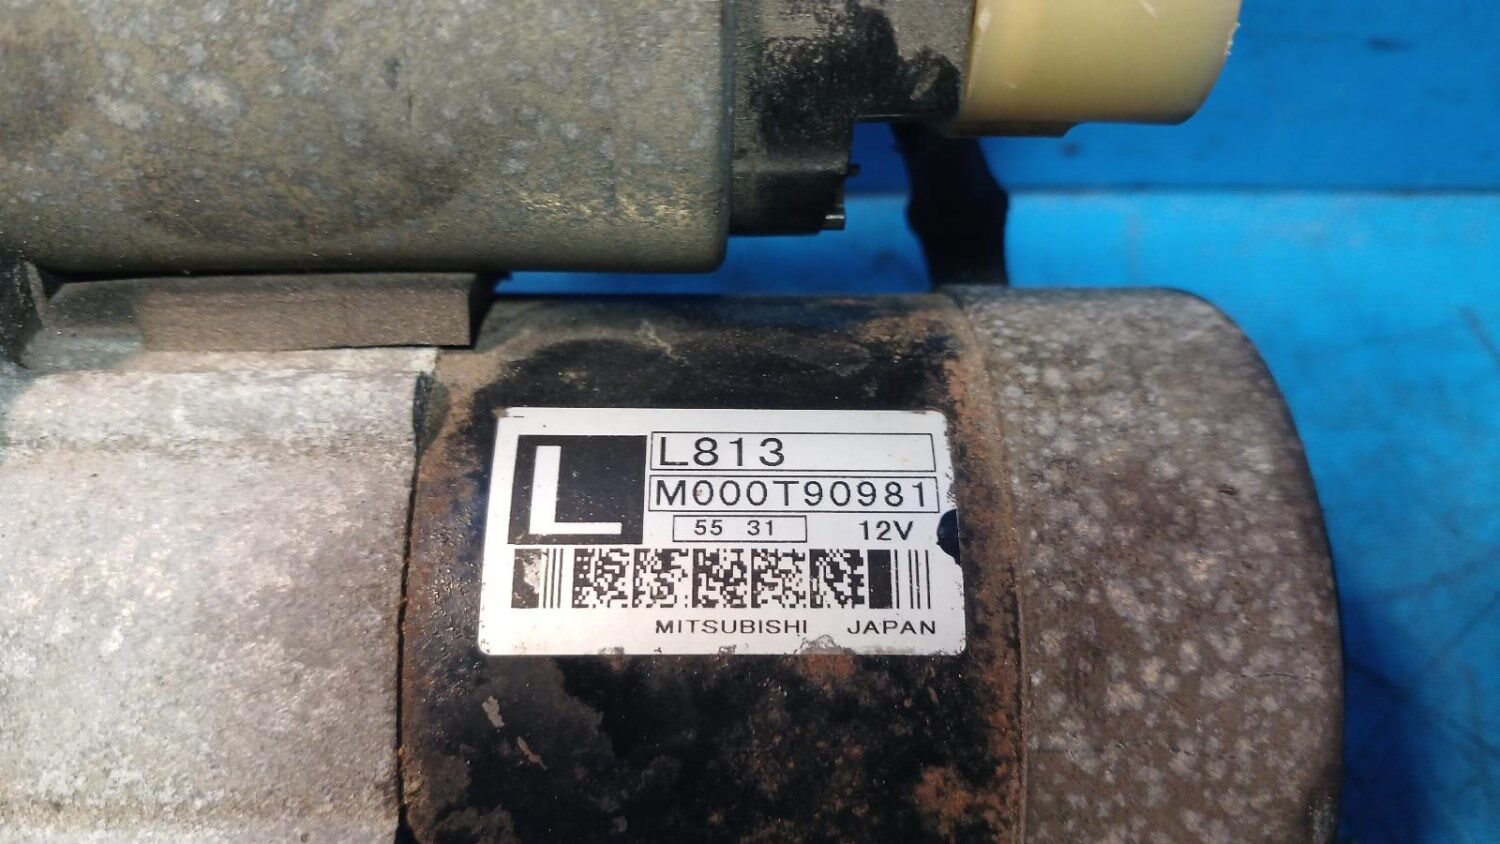 L
L813
M000T90981
55 31 12V
MITSUBISHI JAPAN